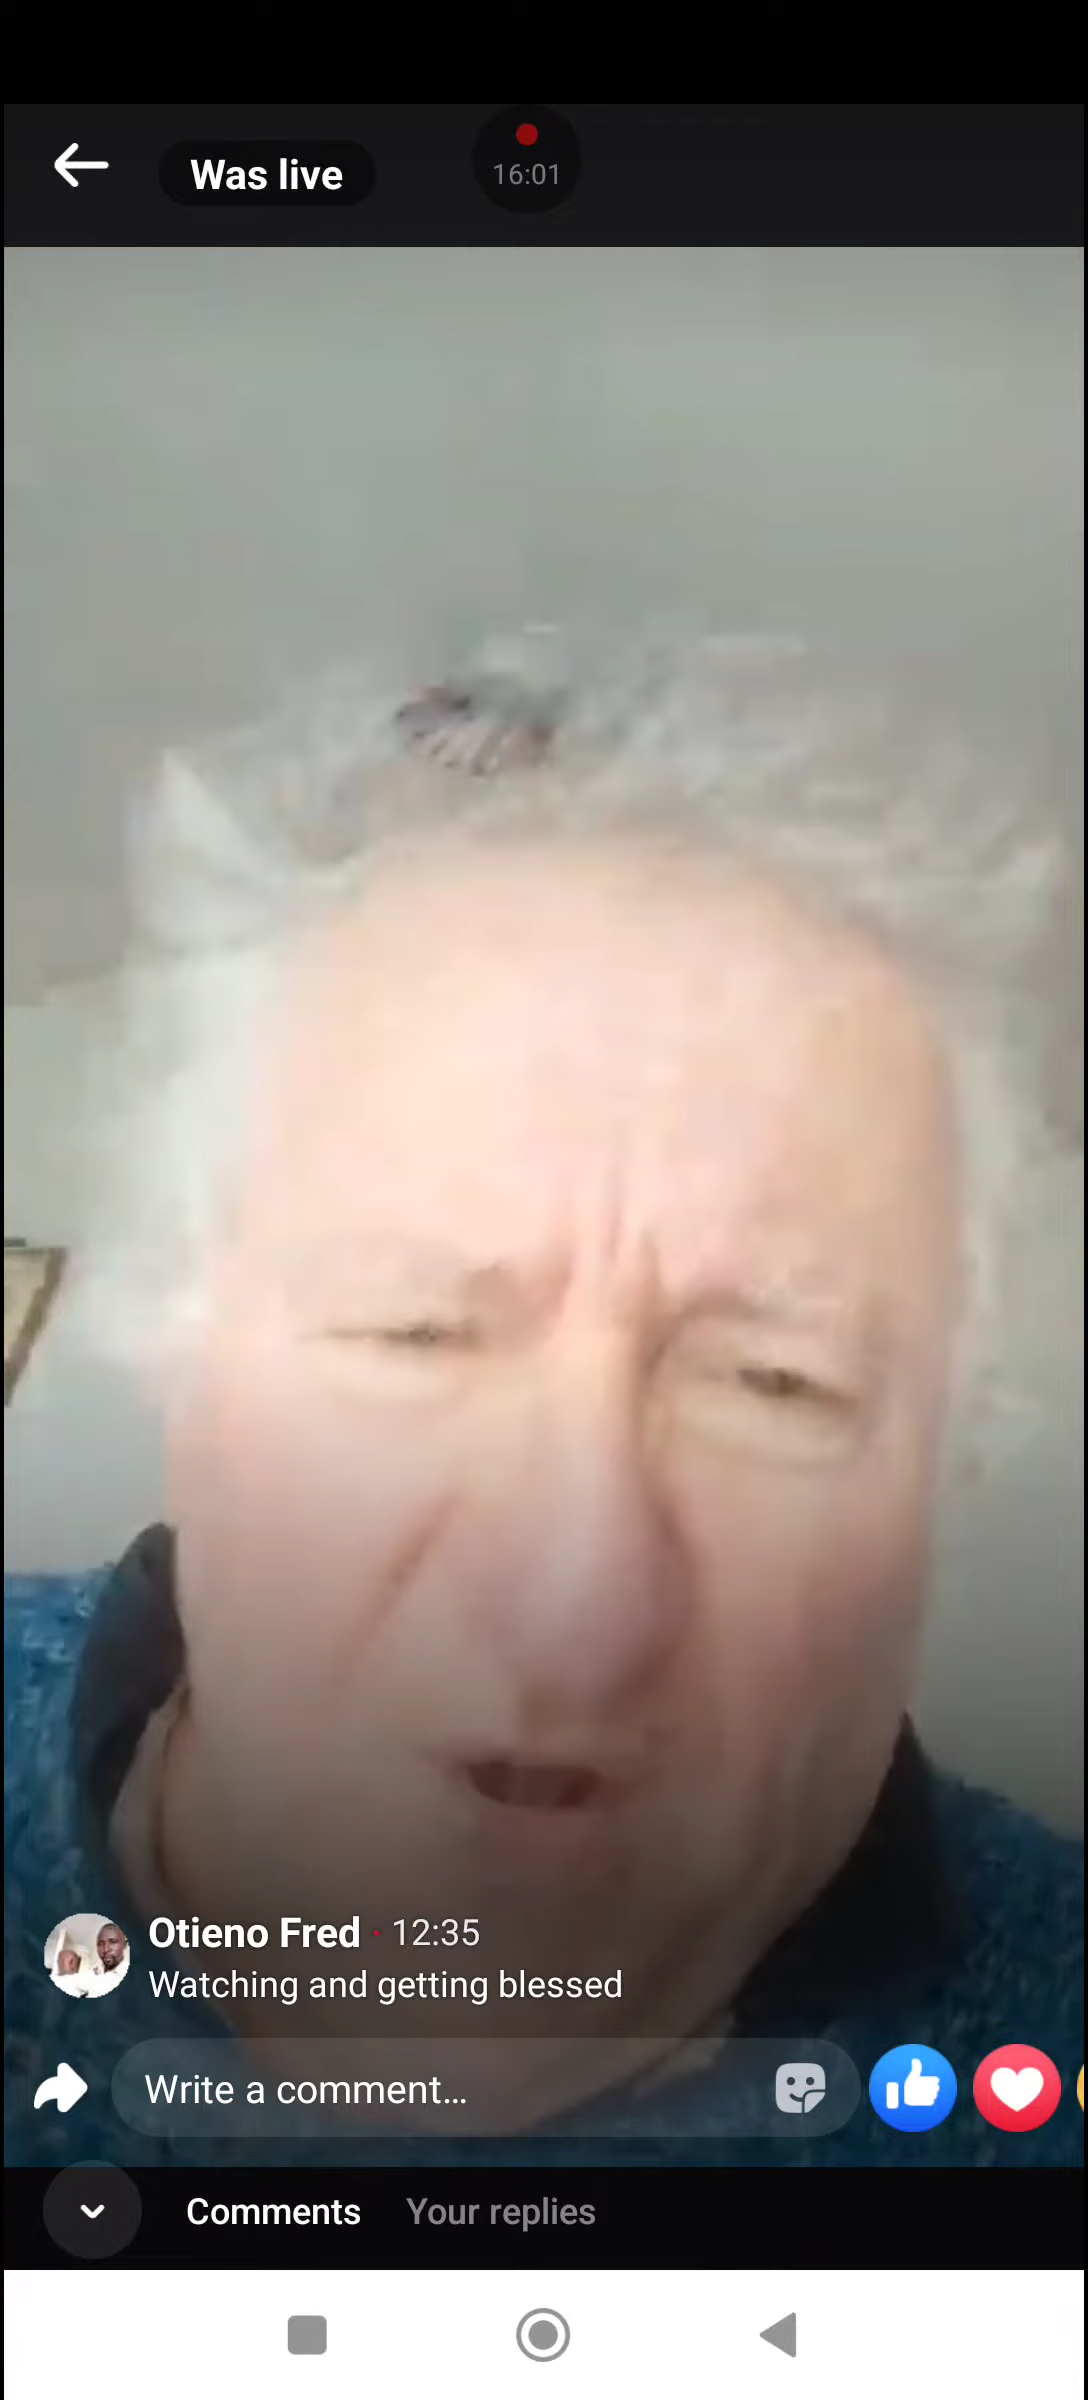 Was live
16:01
Otieno Fred · 12:35
Watching and getting blessed
Write a comment...
Comments
Your replies